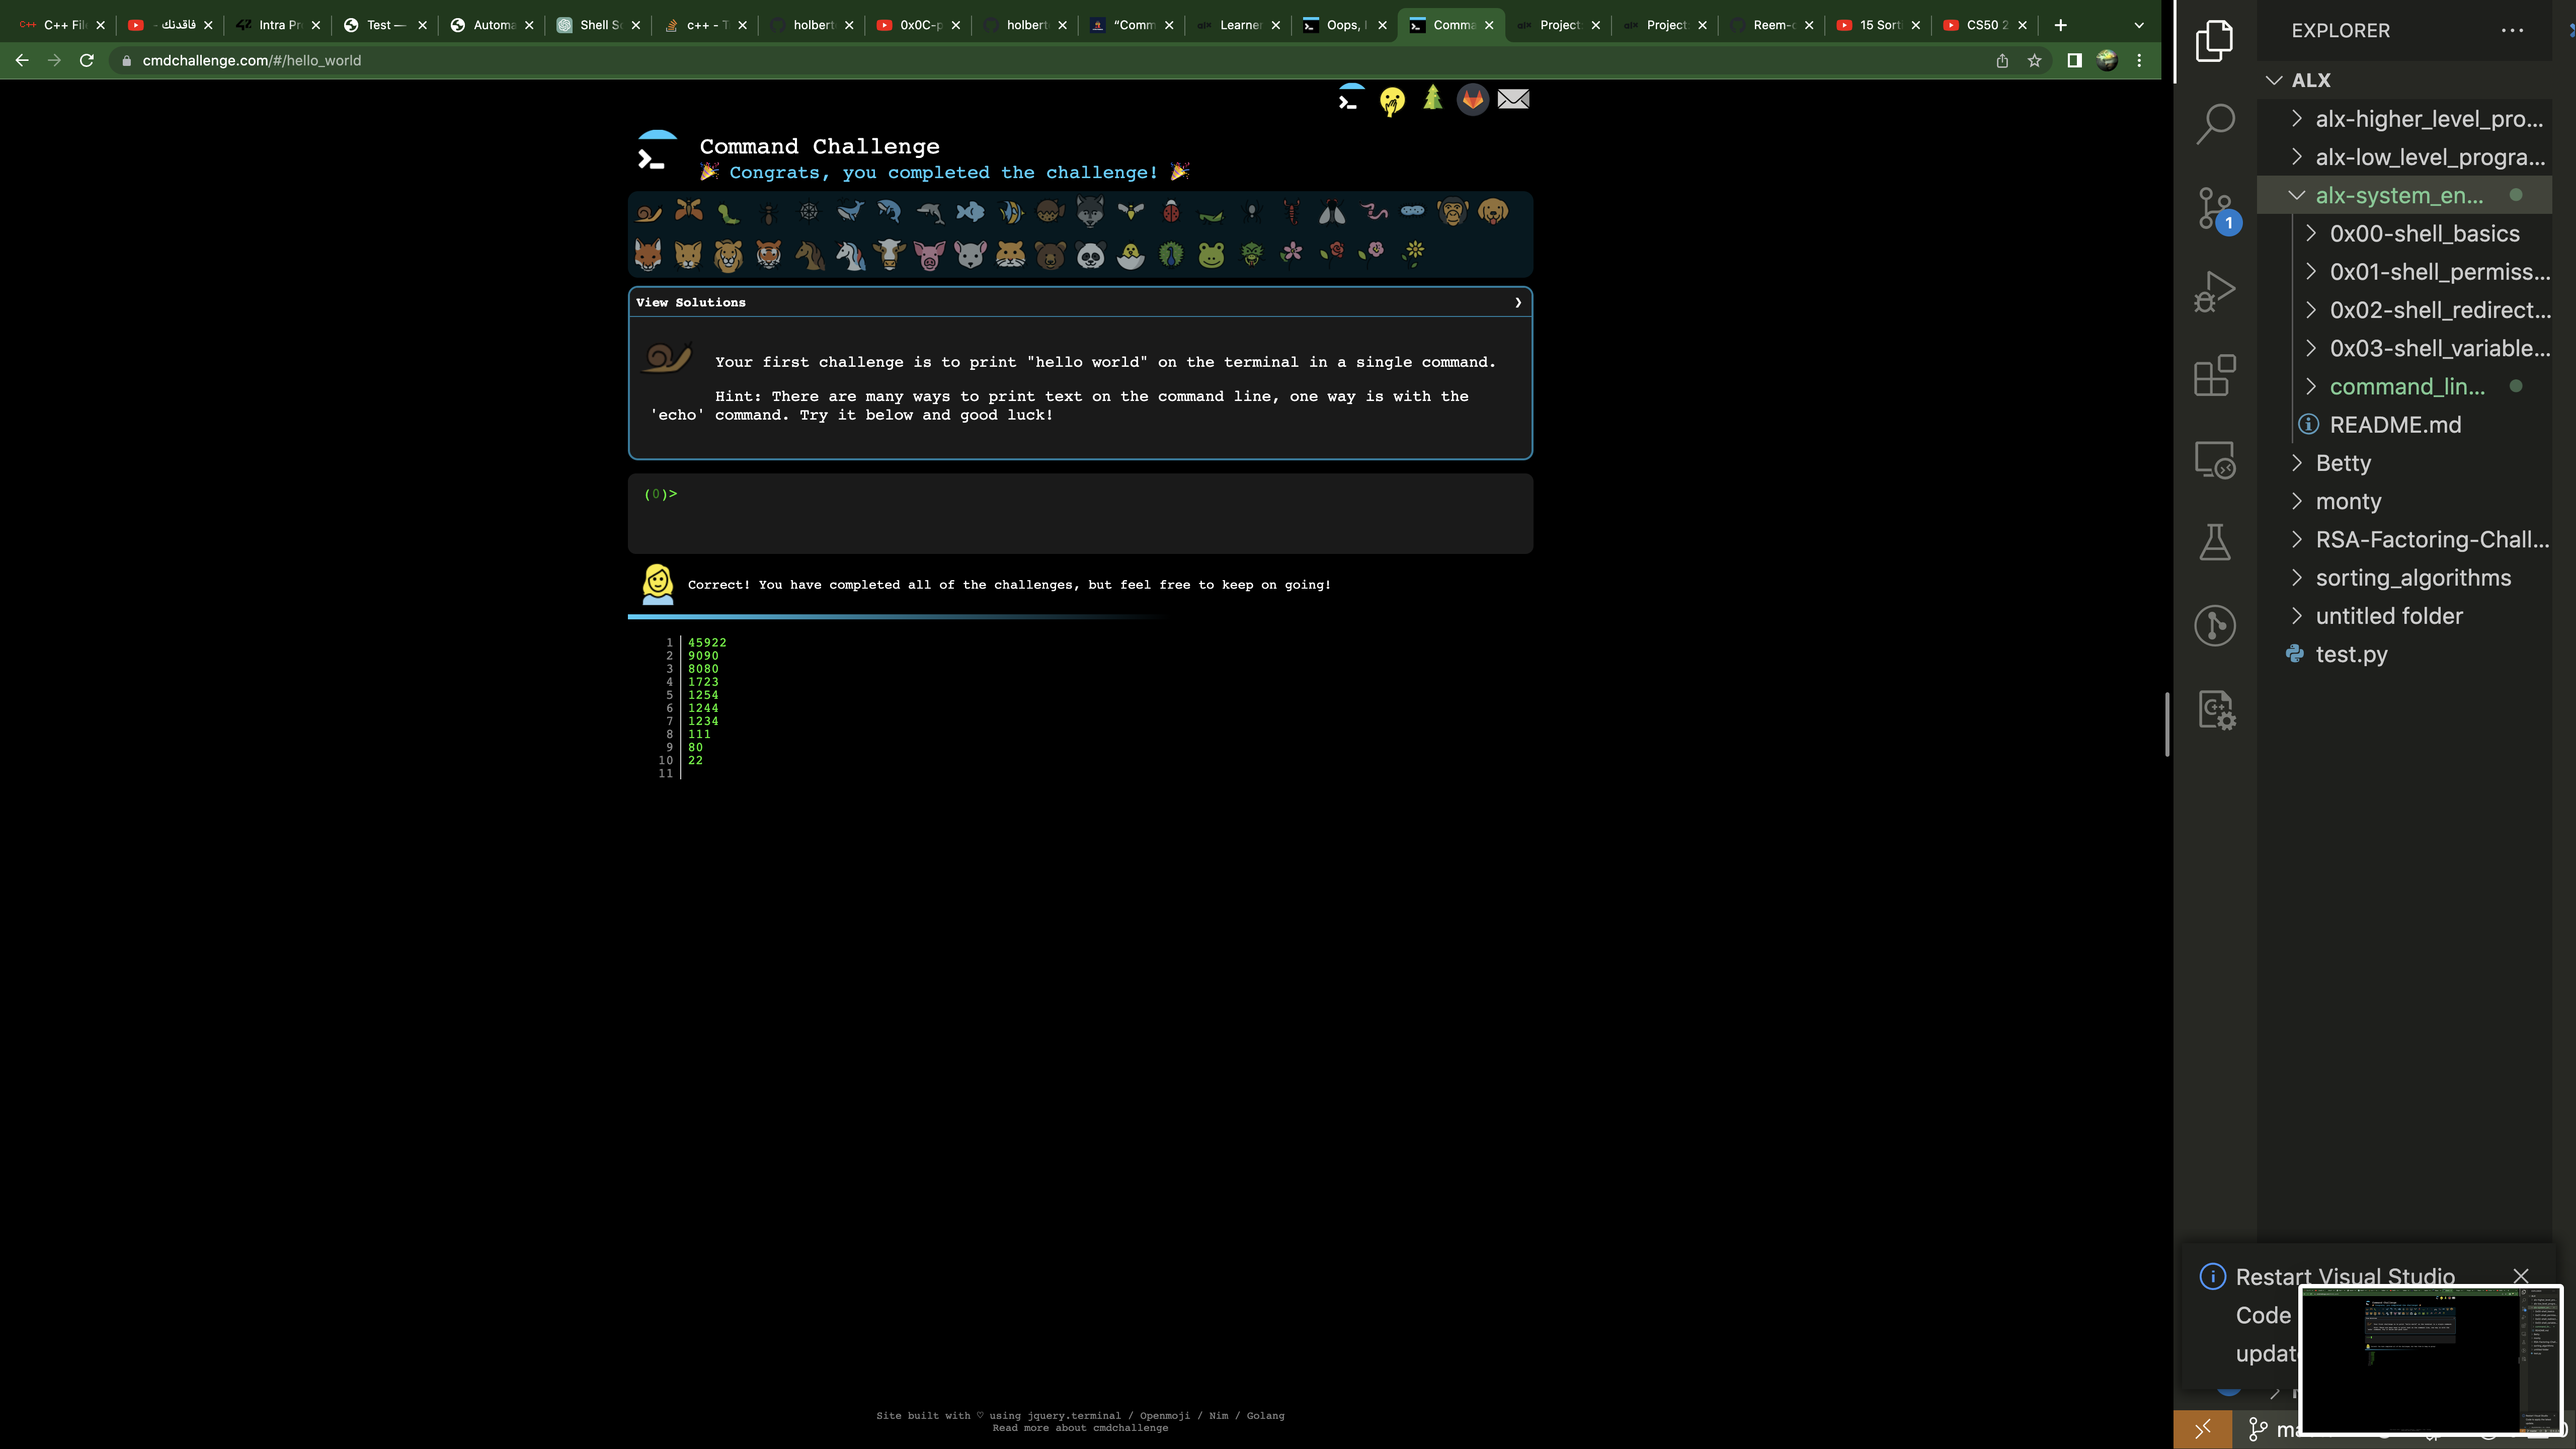 C++ Fil
فاقدنك -
Intra Pr
Test —
Automa
Shell Sc
c++ - T
holbert
0x0C-p
holbert
"Comm
Learner
Oops, I
Comma
Project:
Project:
Reem-c
15 Sorti
CS50 2
cmdchallenge.com/#/hello_world
Command Challenge
Congrats, you completed the challenge!
View Solutions
Your first challenge is to print "hello world" on the terminal in a single command.
Hint: There are many ways to print text on the command line, one way is with the
'echo' command. Try it below and good luck!
(0)>
Correct! You have completed all of the challenges, but feel free to keep on going!
1 45922
2 9090
3 8080
4 1723
5 1254
6 1244
7 1234
8 111
9 80
10 22
11
Site built with ♡ using jquery.terminal / Openmoji / Nim / Golang
Read more about cmdchallenge
EXPLORER
ALX
alx-higher_level_pro...
alx-low_level_progra...
alx-system_en...
0x00-shell_basics
0x01-shell_permiss...
0x02-shell_redirect...
0x03-shell_variable...
command_lin...
README.md
Betty
monty
RSA-Factoring-Chall...
sorting_algorithms
untitled folder
test.py
1
Restart Visual Studio
Code
update
ma